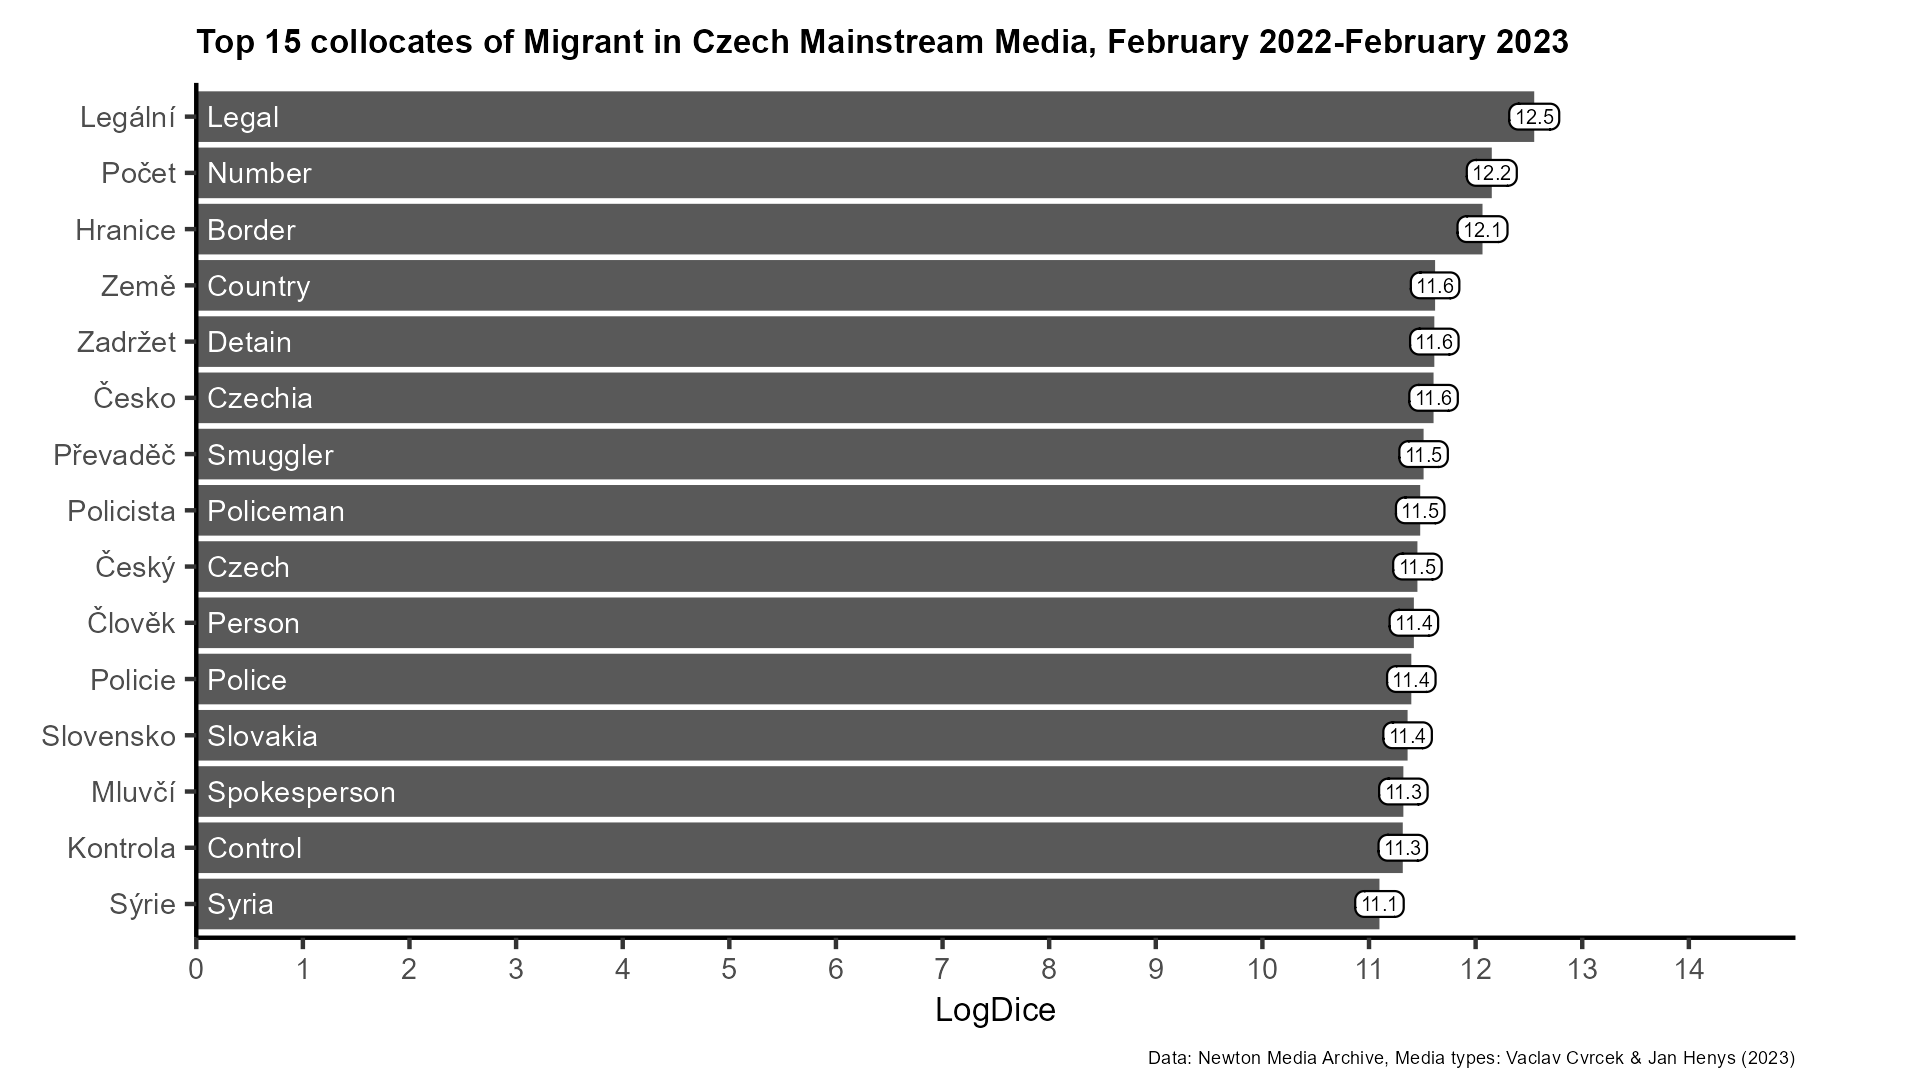 Top 15 collocates of Migrant in Czech Mainstream Media, February 2022-February 2023
Legální Legal 12.5
Počet Number 12.2
Hranice Border 12.1
Země Country 11.6
Zadržet Detain 11.6
Česko Czechia 11.6
Převaděč Smuggler 11.5
Policista Policeman 11.5
Český Czech 11.5
Člověk Person 11.4
Policie Police 11.4
Slovensko Slovakia 11.4
Mluvčí Spokesperson 11.3
Kontrola Control 11.3
Sýrie Syria 11.1
0 1 2 3 4 5 6 7 8 9 10 11 12 13 14
LogDice
Data: Newton Media Archive, Media types: Vaclav Cvrcek & Jan Henys (2023)